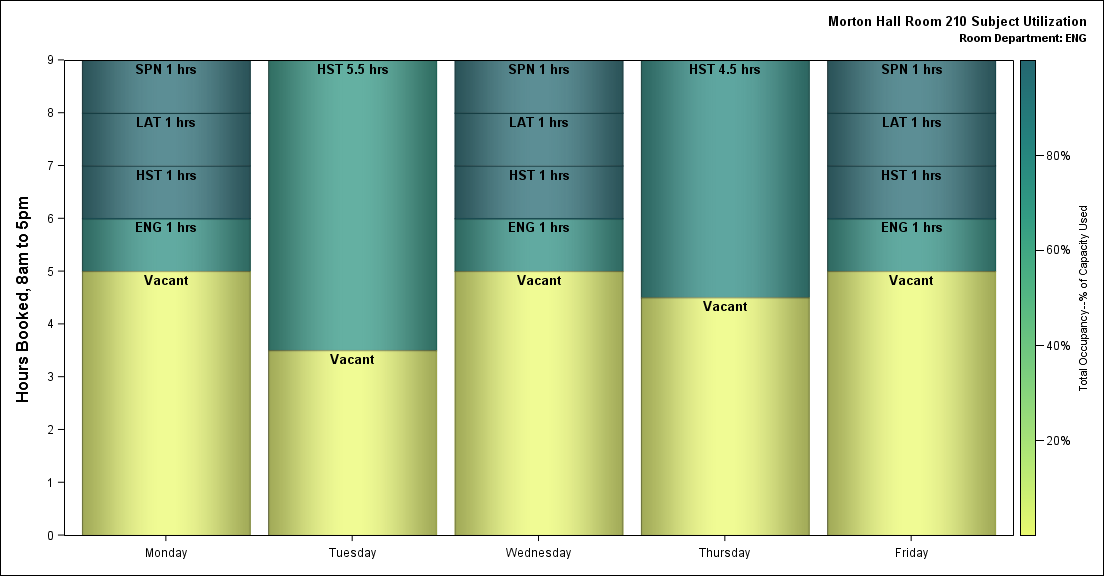 Morton Hall Room 210 Subject Utilization
Room Department: ENG
Hours Booked, 8am to 5pm
9
8
7
6
5
4
3
2
1
0
SPN 1 hrs
LAT 1 hrs
HST 1 hrs
ENG 1 hrs
Vacant
HST 5.5 hrs
Vacant
SPN 1 hrs
LAT 1 hrs
HST 1 hrs
ENG 1 hrs
Vacant
HST 4.5 hrs
Vacant
SPN 1 hrs
LAT 1 hrs
HST 1 hrs
ENG 1 hrs
Vacant
Monday
Tuesday
Wednesday
Thursday
Friday
80%
60%
40%
20%
Total Occupancy--% of Capacity Used